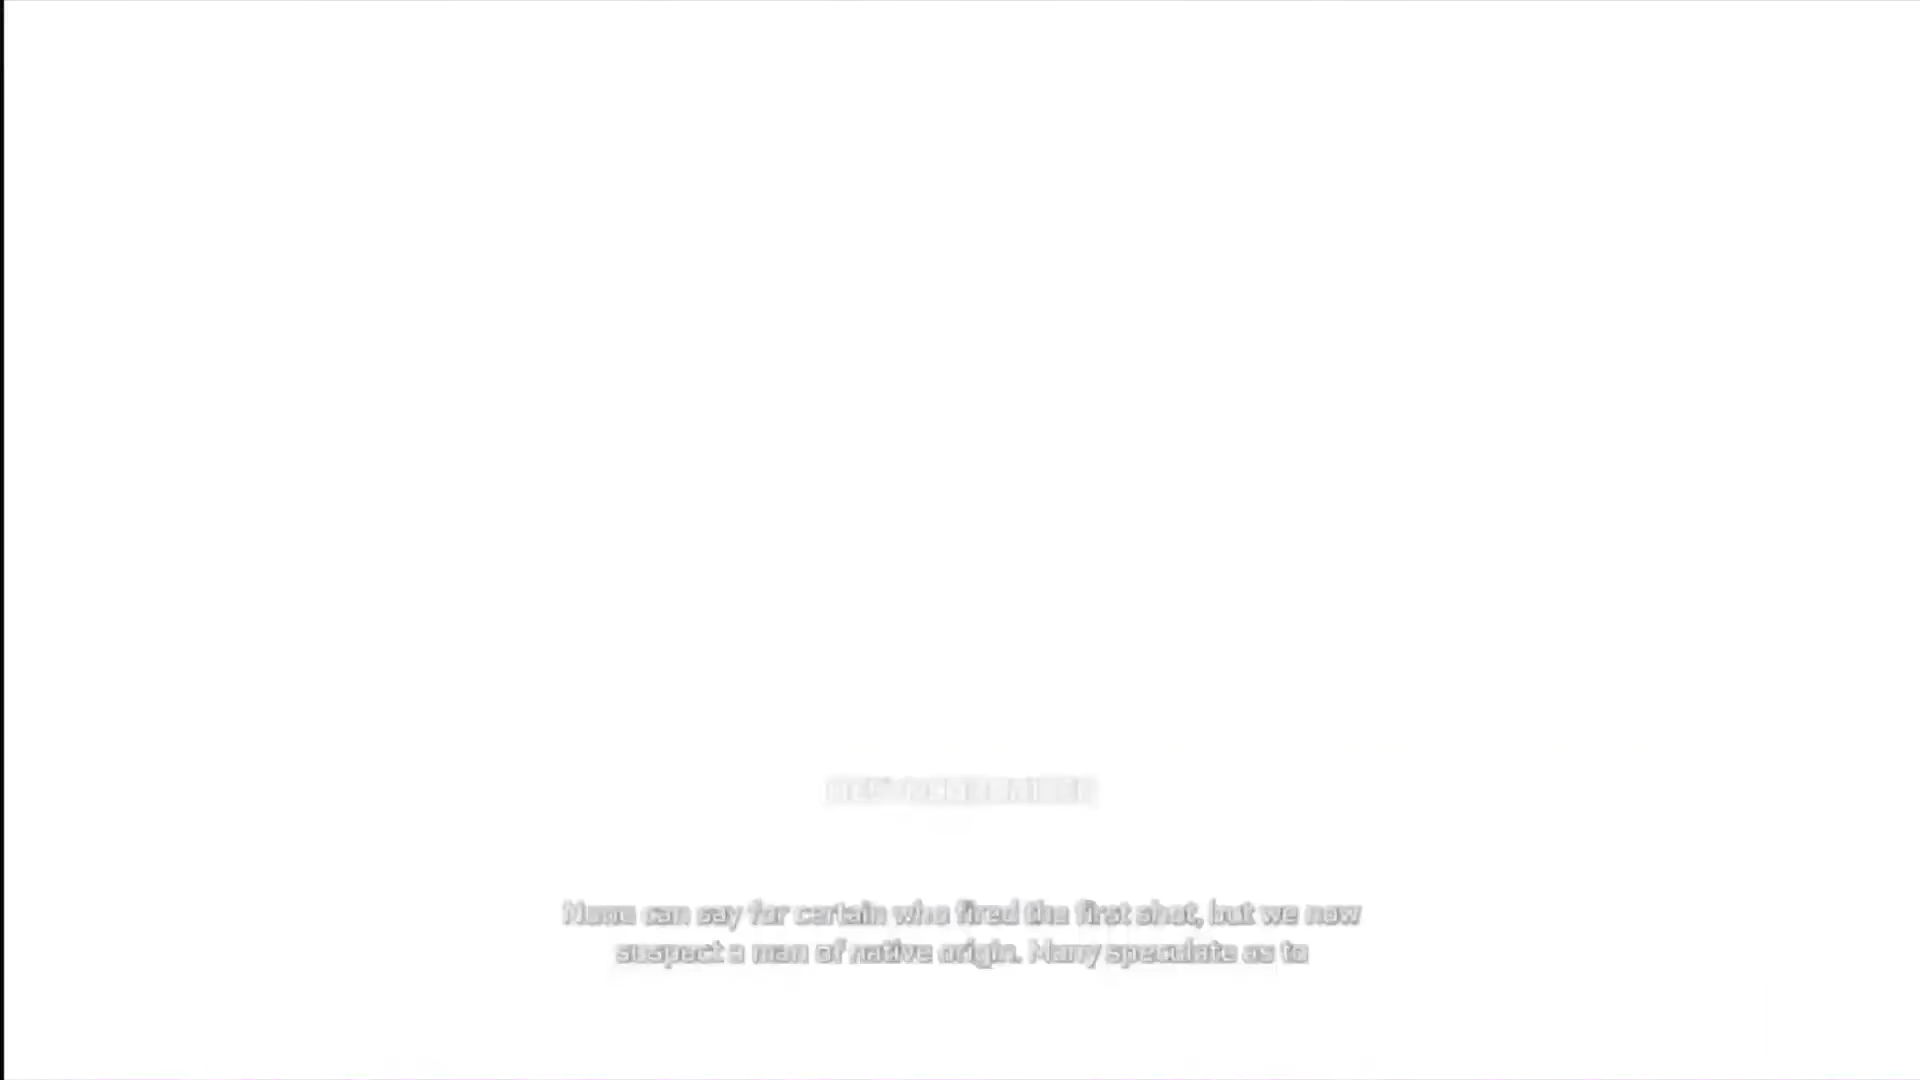 None can say for certain who fired the first shot, but we now
suspect a man of native origin. Many speculate as to